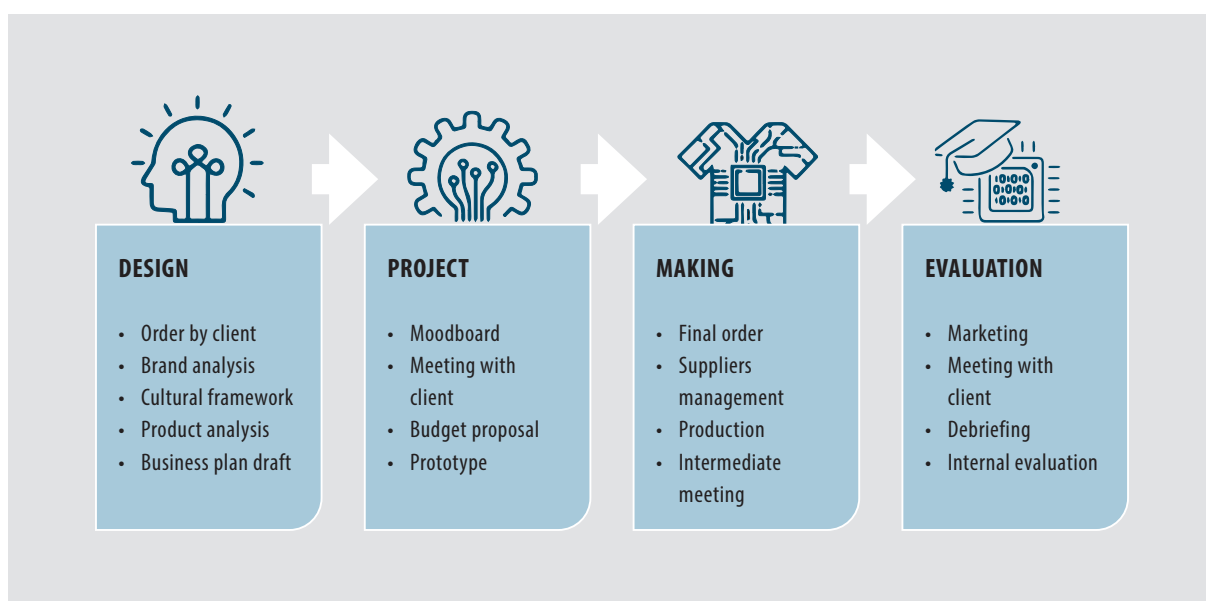 DESIGN
• Order by client
• Brand analysis
• Cultural framework
• Product analysis
• Business plan draft
PROJECT
• Moodboard
• Meeting with
client
• Budget proposal
• Prototype
MAKING
• Final order
• Suppliers
management
• Production
• Intermediate
meeting
EVALUATION
• Marketing
• Meeting with
client
• Debriefing
• Internal evaluation